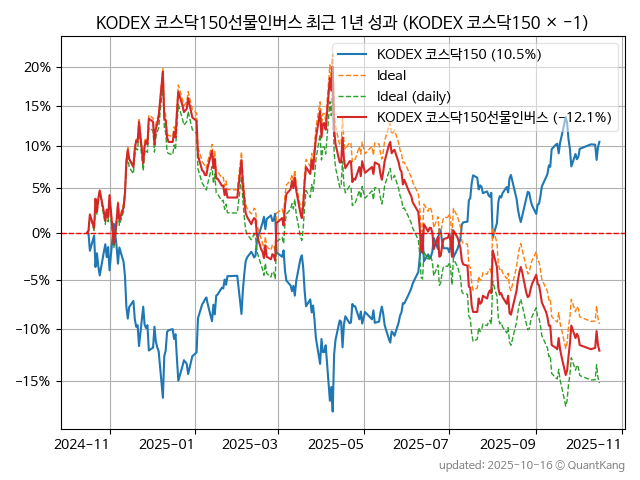 KODEX 코스닥150선물인버스 최근 1년 성과 (KODEX 코스닥150 × −1)
KODEX 코스닥150 (10.5%)
Ideal
Ideal (daily)
KODEX 코스닥150선물인버스 (−12.1%)
20%
15%
10%
5%
0%
−5%
−10%
−15%
2024-11
2025-01
2025-03
2025-05
2025-07
2025-09
2025-11
updated: 2025-10-16 ⓒ QuantKang